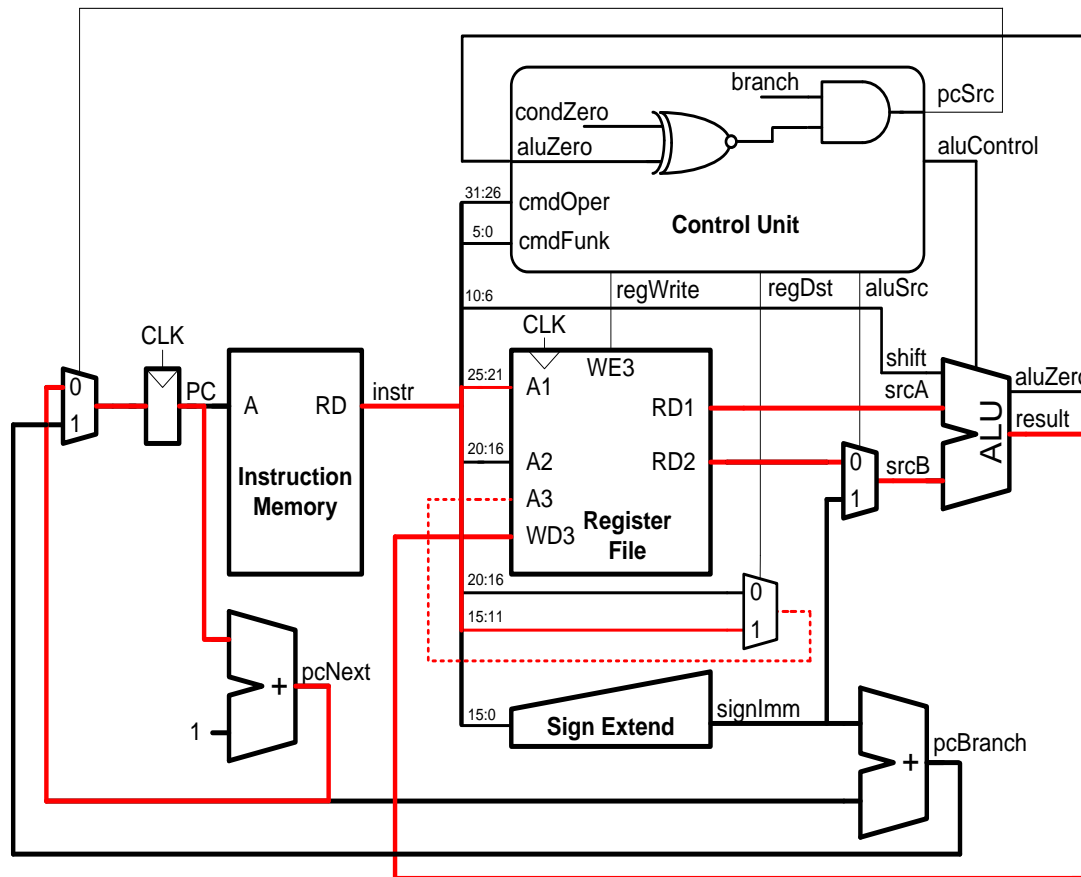 branch
pcSrc
condZero
aluZero
aluControl
31:26
cmdOper
5:0
cmdFunk
Control Unit
regWrite
regDst
aluSrc
10:6
CLK
CLK
shift
WE3
0
1
PC
A
RD
instr
25:21
A1
RD1
srcA
aluZero
ALU
result
20:16
A2
RD2
0
1
srcB
Instruction
Memory
A3
WD3
Register
File
20:16
0
15:11
1
pcNext
+
1
15:0
Sign Extend
signImm
pcBranch
+